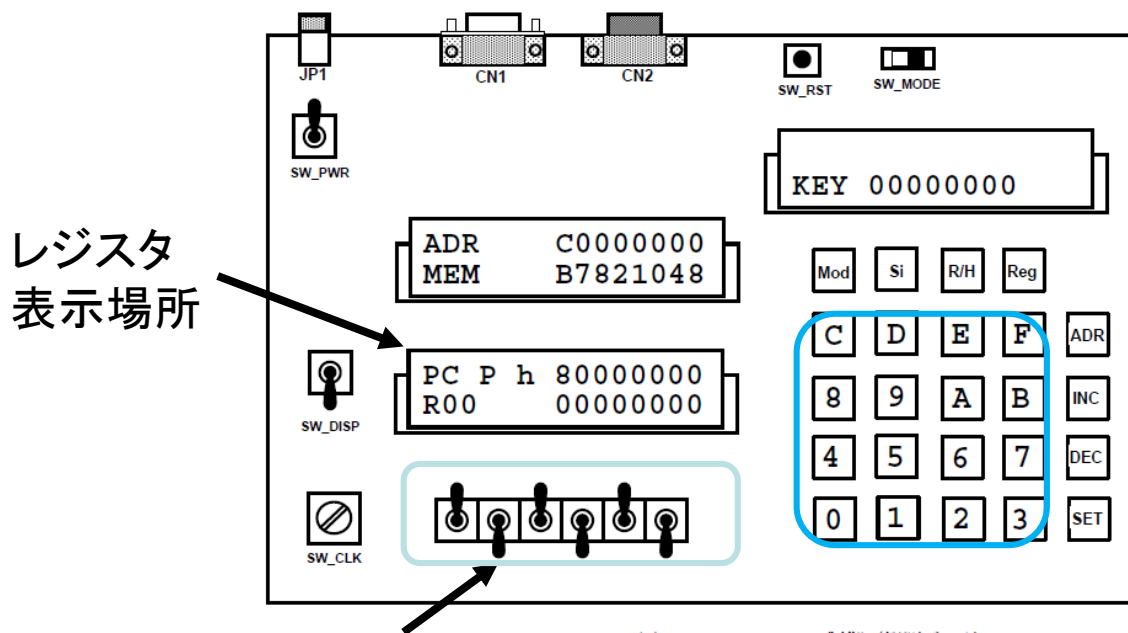 JP1
CN1
CN2
SW_RST
SW_MODE
SW_PWR
KEY 00000000
レジスタ
表示場所
ADR C0000000
MEM B7821048
Mod Si R/H Reg
C D E F ADR
PC P h 80000000
R00 00000000
8 9 A B INC
SW_DISP
4 5 6 7 DEC
0 1 2 3 SET
SW_CLK